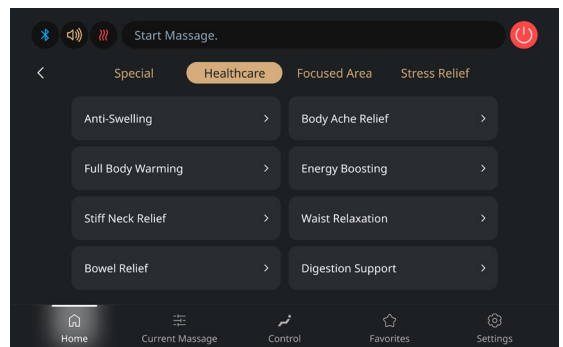 Start Massage.
Special Healthcare Focused Area Stress Relief
Anti-Swelling Body Ache Relief
Full Body Warming Energy Boosting
Stiff Neck Relief Waist Relaxation
Bowel Relief Digestion Support
Home Current Massage Control Favorites Settings